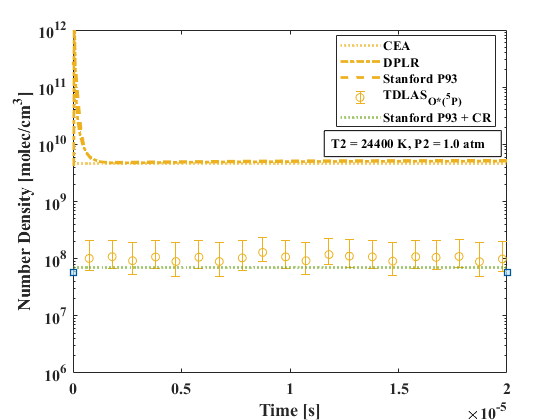 10^12
10^11
10^10
10^9
10^8
10^7
10^6
Number Density [molec/cm^3]
CEA
DPLR
Stanford P93
TDLAS_O*(^5P)
Stanford P93 + CR
T2 = 24400 K, P2 = 1.0 atm
0 0.5 1 1.5 2
×10^-5
Time [s]